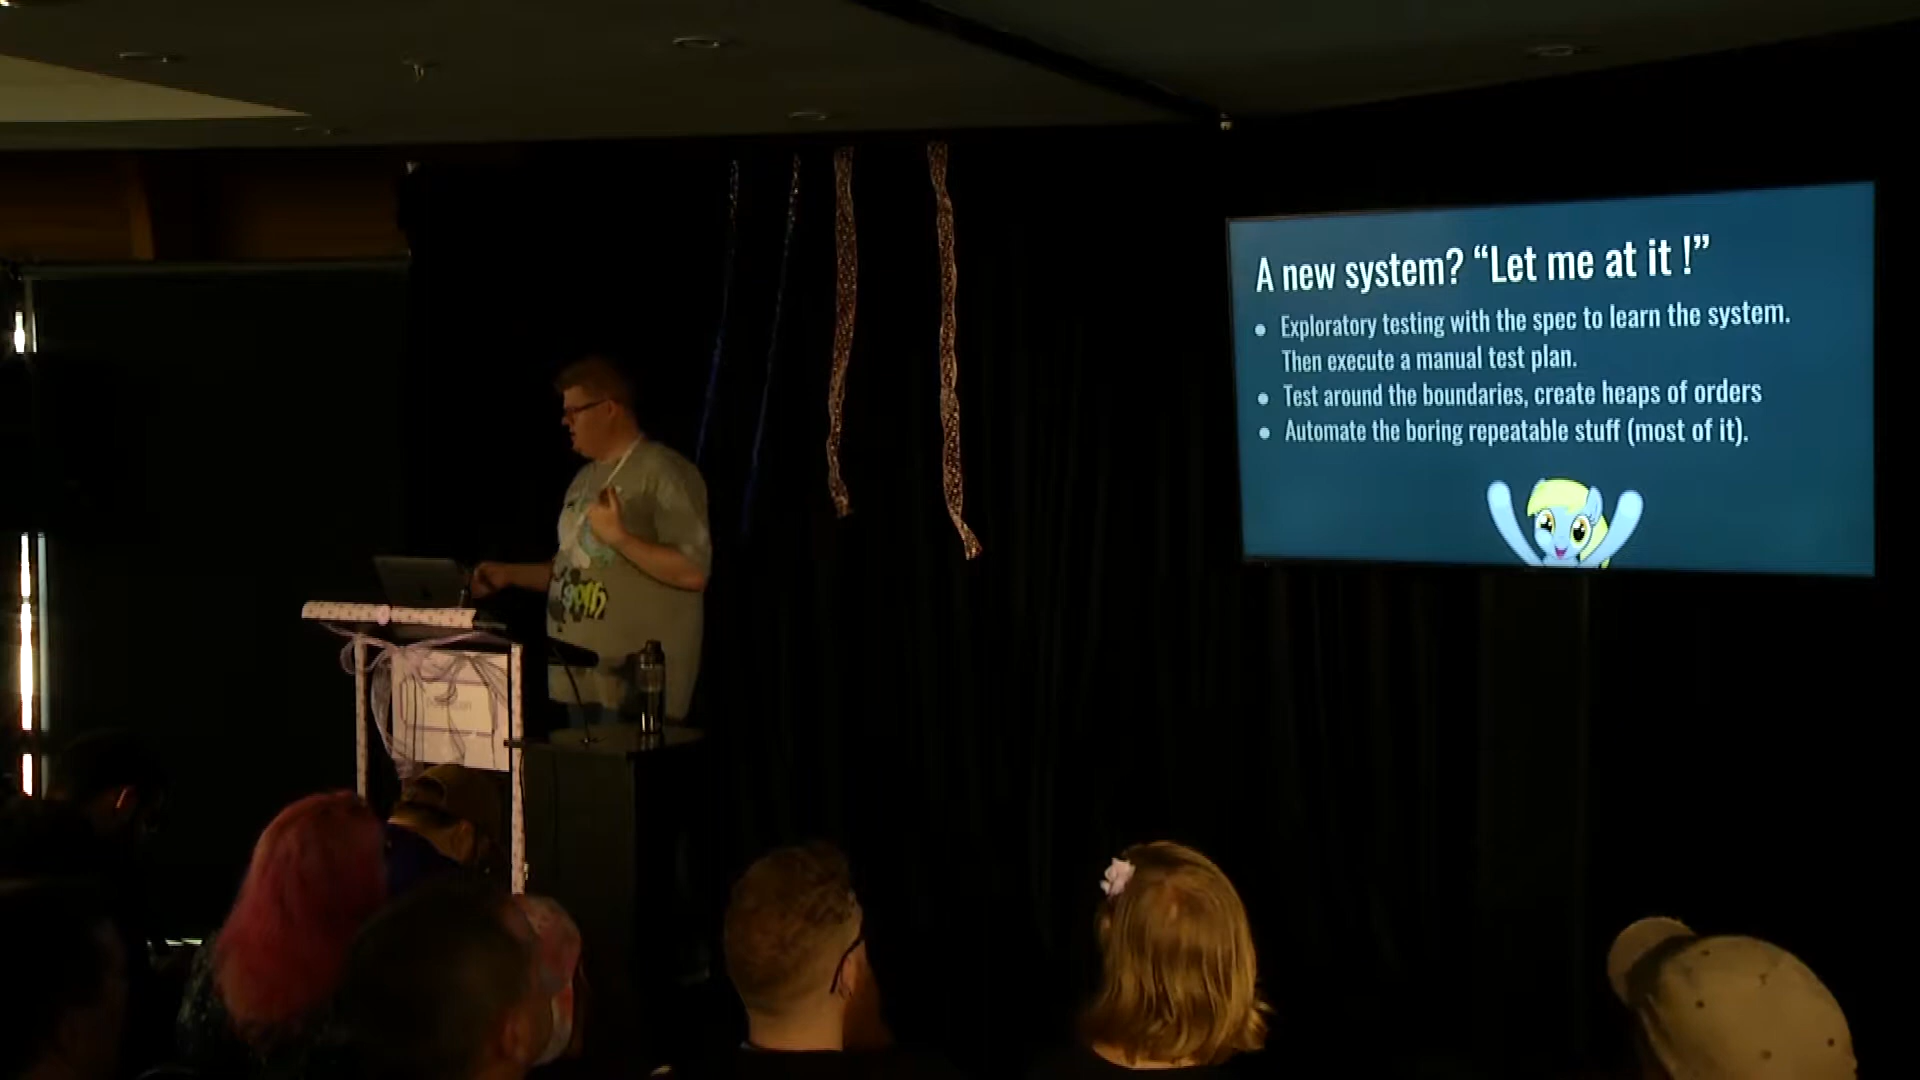 A new system? “Let me at it !”
● Exploratory testing with the spec to learn the system.
Then execute a manual test plan.
● Test around the boundaries, create heaps of orders
● Automate the boring repeatable stuff (most of it).